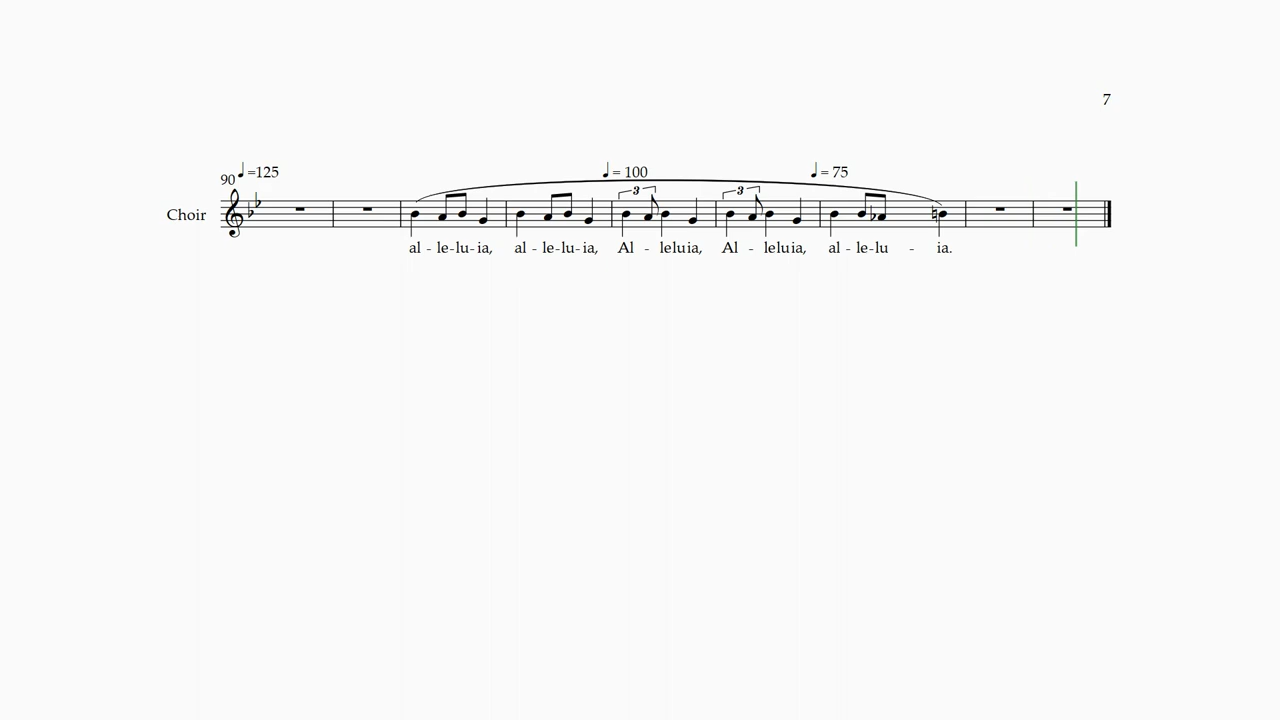 7
90 ♩=125 ♩= 100 ♩= 75
3 3
Choir
al - le-lu-ia, al - le-lu-ia, Al - leluia, Al - leluia, al - le-lu - ia.